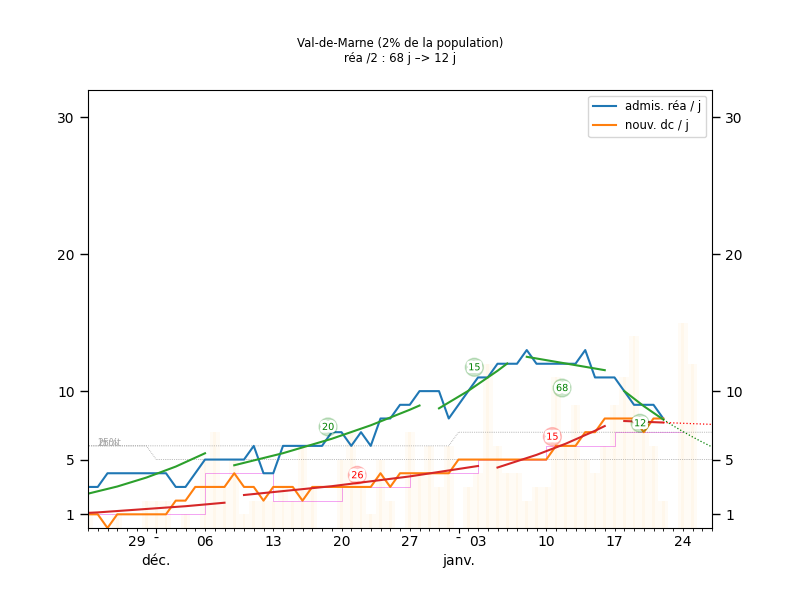 Val-de-Marne (2% de la population)
réa /2 : 68 j –> 12 j
admis. réa / j
nouv. dc / j
30 30
20 20
10 10
5 5
1 1
15
68
20
15
12
26
29 06 13 20 27 03 10 17 24
déc. janv.